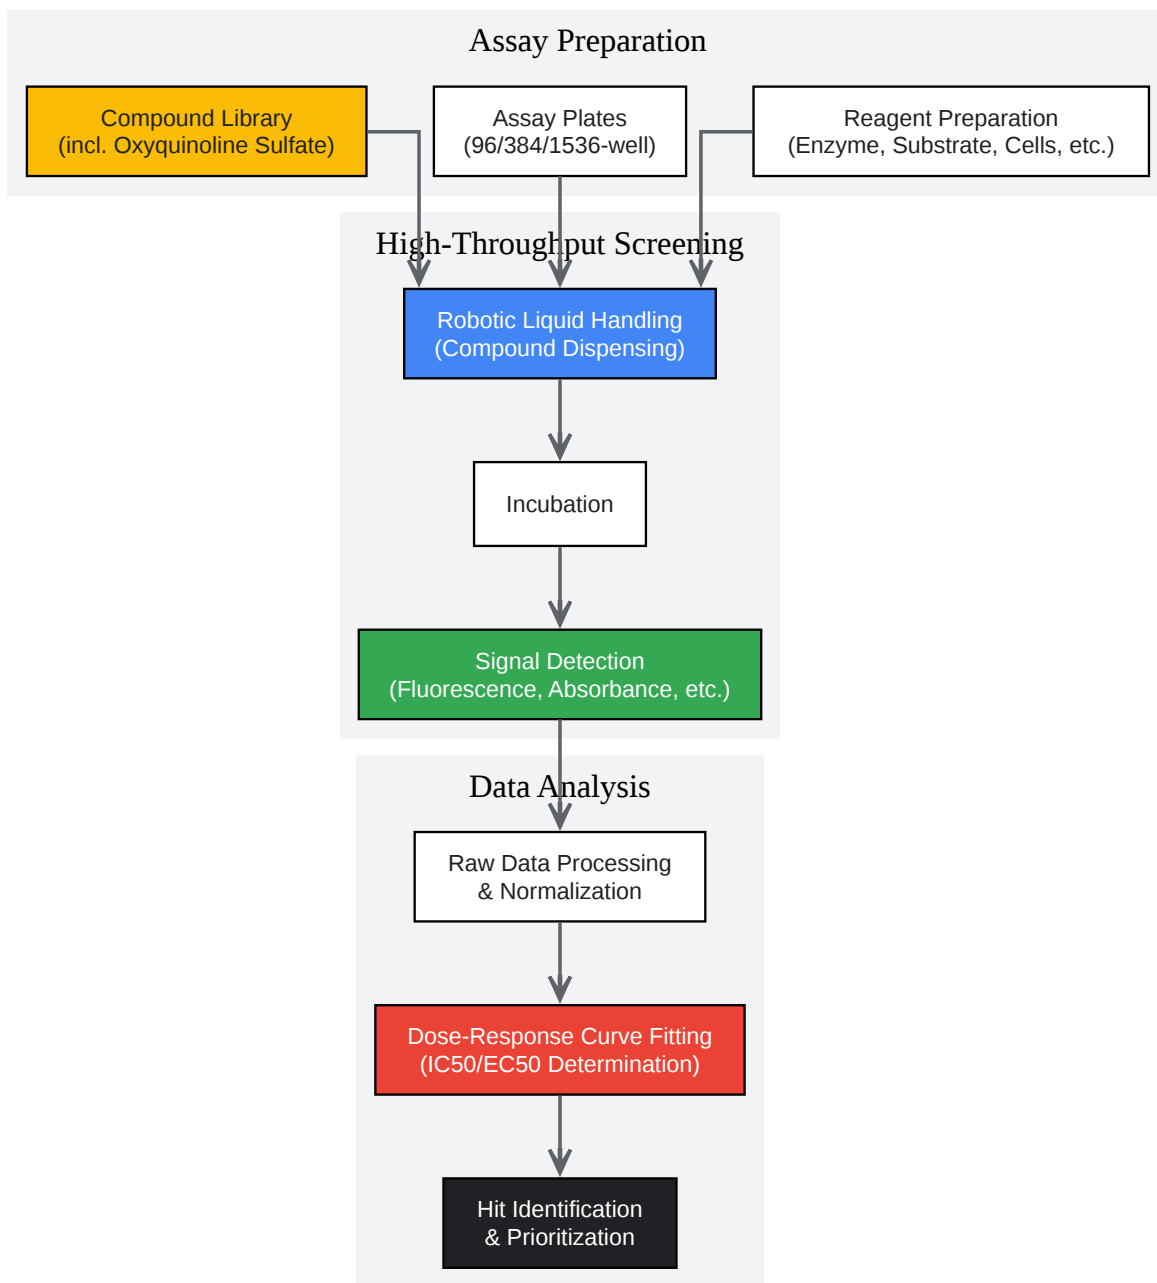 Assay Preparation
Compound Library
(incl. Oxyquinoline Sulfate)
Assay Plates
(96/384/1536-well)
Reagent Preparation
(Enzyme, Substrate, Cells, etc.)
High-Throughput Screening
Robotic Liquid Handling
(Compound Dispensing)
Incubation
Signal Detection
(Fluorescence, Absorbance, etc.)
Data Analysis
Raw Data Processing
& Normalization
Dose-Response Curve Fitting
(IC50/EC50 Determination)
Hit Identification
& Prioritization